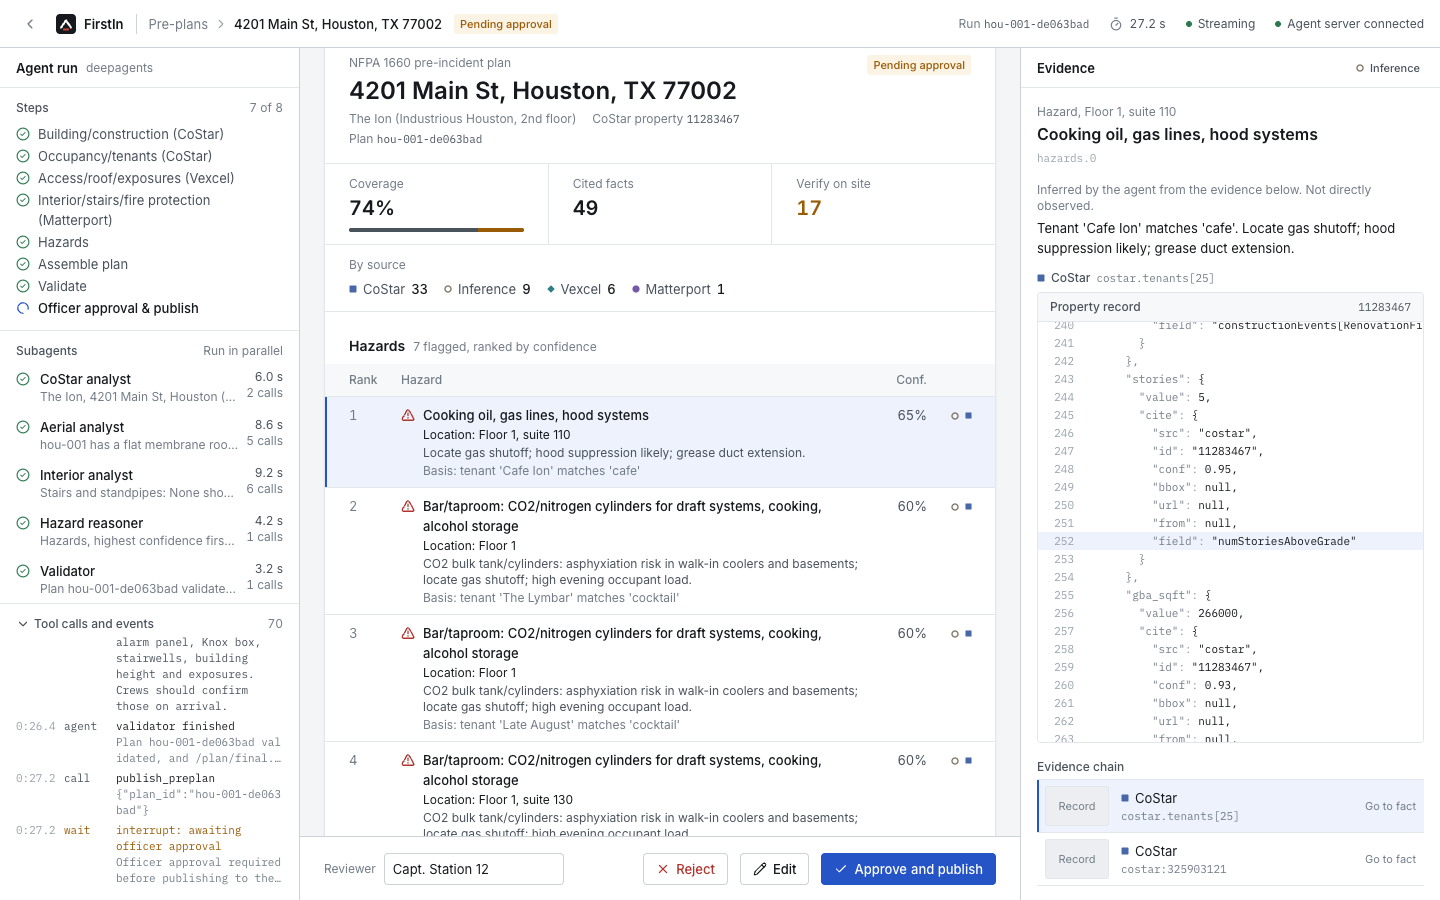 FirstIn
Pre-plans
4201 Main St, Houston, TX 77002
Pending approval
Run hou-001-de063bad
27.2 s
Streaming
Agent server connected
Agent run deepagents
Steps 7 of 8
Building/construction (CoStar)
Occupancy/tenants (CoStar)
Access/roof/exposures (Vexcel)
Interior/stairs/fire protection
(Matterport)
Hazards
Assemble plan
Validate
Officer approval & publish
Subagents Run in parallel
CoStar analyst 6.0 s
The Ion, 4201 Main St, Houston (... 2 calls
Aerial analyst 8.6 s
hou-001 has a flat membrane roo... 5 calls
Interior analyst 9.2 s
Stairs and standpipes: None sho... 6 calls
Hazard reasoner 4.2 s
Hazards, highest confidence firs... 1 calls
Validator 3.2 s
Plan hou-001-de063bad validate... 1 calls
Tool calls and events 70
alarm panel, Knox box,
stairwells, building
height and exposures.
Crews should confirm
those on arrival.
0:26.4 agent validator finished
Plan hou-001-de063bad val
idated, and /plan/final.…
0:27.2 call publish_preplan
{"plan_id":"hou-001-de063
bad"}
0:27.2 wait interrupt: awaiting
officer approval
Officer approval required
before publishing to the…
NFPA 1660 pre-incident plan
Pending approval
4201 Main St, Houston, TX 77002
The Ion (Industrious Houston, 2nd floor) CoStar property 11283467
Plan hou-001-de063bad
Coverage
74%
Cited facts
49
Verify on site
17
By source
CoStar 33 Inference 9 Vexcel 6 Matterport 1
Hazards 7 flagged, ranked by confidence
Rank Hazard Conf.
1 Cooking oil, gas lines, hood systems 65%
Location: Floor 1, suite 110
Locate gas shutoff; hood suppression likely; grease duct extension.
Basis: tenant 'Cafe Ion' matches 'cafe'
2 Bar/taproom: CO2/nitrogen cylinders for draft systems, cooking, 60%
alcohol storage
Location: Floor 1
CO2 bulk tank/cylinders: asphyxiation risk in walk-in coolers and basements;
locate gas shutoff; high evening occupant load.
Basis: tenant 'The Lymbar' matches 'cocktail'
3 Bar/taproom: CO2/nitrogen cylinders for draft systems, cooking, 60%
alcohol storage
Location: Floor 1
CO2 bulk tank/cylinders: asphyxiation risk in walk-in coolers and basements;
locate gas shutoff; high evening occupant load.
Basis: tenant 'Late August' matches 'cocktail'
4 Bar/taproom: CO2/nitrogen cylinders for draft systems, cooking, 60%
alcohol storage
Location: Floor 1, suite 130
CO2 bulk tank/cylinders: asphyxiation risk in walk-in coolers and basements;
locate gas shutoff; high evening occupant load.
Reviewer Capt. Station 12 Reject Edit Approve and publish
Evidence Inference
Hazard, Floor 1, suite 110
Cooking oil, gas lines, hood systems
hazards.0
Inferred by the agent from the evidence below. Not directly
observed.
Tenant 'Cafe Ion' matches 'cafe'. Locate gas shutoff; hood
suppression likely; grease duct extension.
CoStar costar.tenants[25]
Property record 11283467
240 "field": "constructionEvents[RenovationFi
241 }
242 },
243 "stories": {
244 "value": 5,
245 "cite": {
246 "src": "costar",
247 "id": "11283467",
248 "conf": 0.95,
249 "bbox": null,
250 "url": null,
251 "from": null,
252 "field": "numStoriesAboveGrade"
253 }
254 },
255 "gba_sqft": {
256 "value": 266000,
257 "cite": {
258 "src": "costar",
259 "id": "11283467",
260 "conf": 0.93,
261 "bbox": null,
262 "url": null,
263 "from": null,
Evidence chain
Record CoStar Go to fact
costar.tenants[25]
Record CoStar Go to fact
costar:325903121